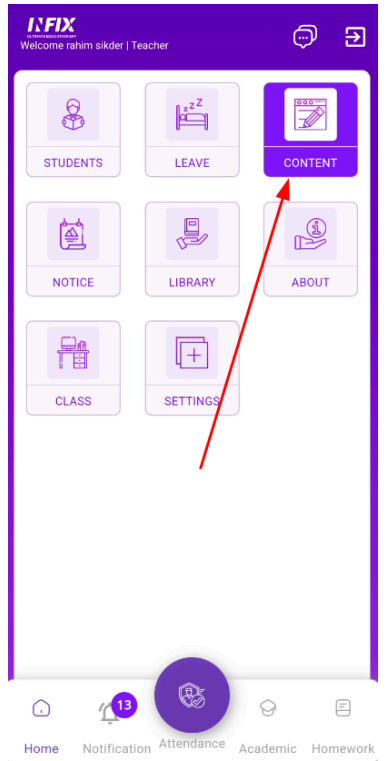 INFIX
ULTIMATE EDUCATION ERP
Welcome rahim sikder | Teacher
STUDENTS
LEAVE
CONTENT
NOTICE
LIBRARY
ABOUT
CLASS
SETTINGS
13
Home
Notification
Attendance
Academic
Homework